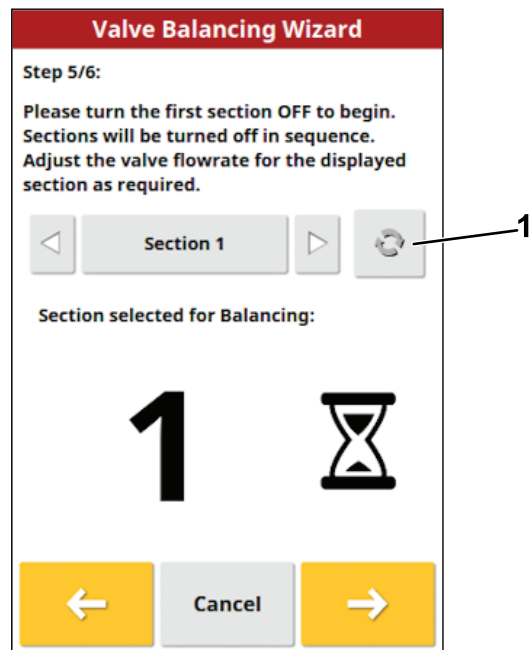 Valve Balancing Wizard
Step 5/6:
Please turn the first section OFF to begin.
Sections will be turned off in sequence.
Adjust the valve flowrate for the displayed
section as required.
Section 1
1
Section selected for Balancing:
1
Cancel